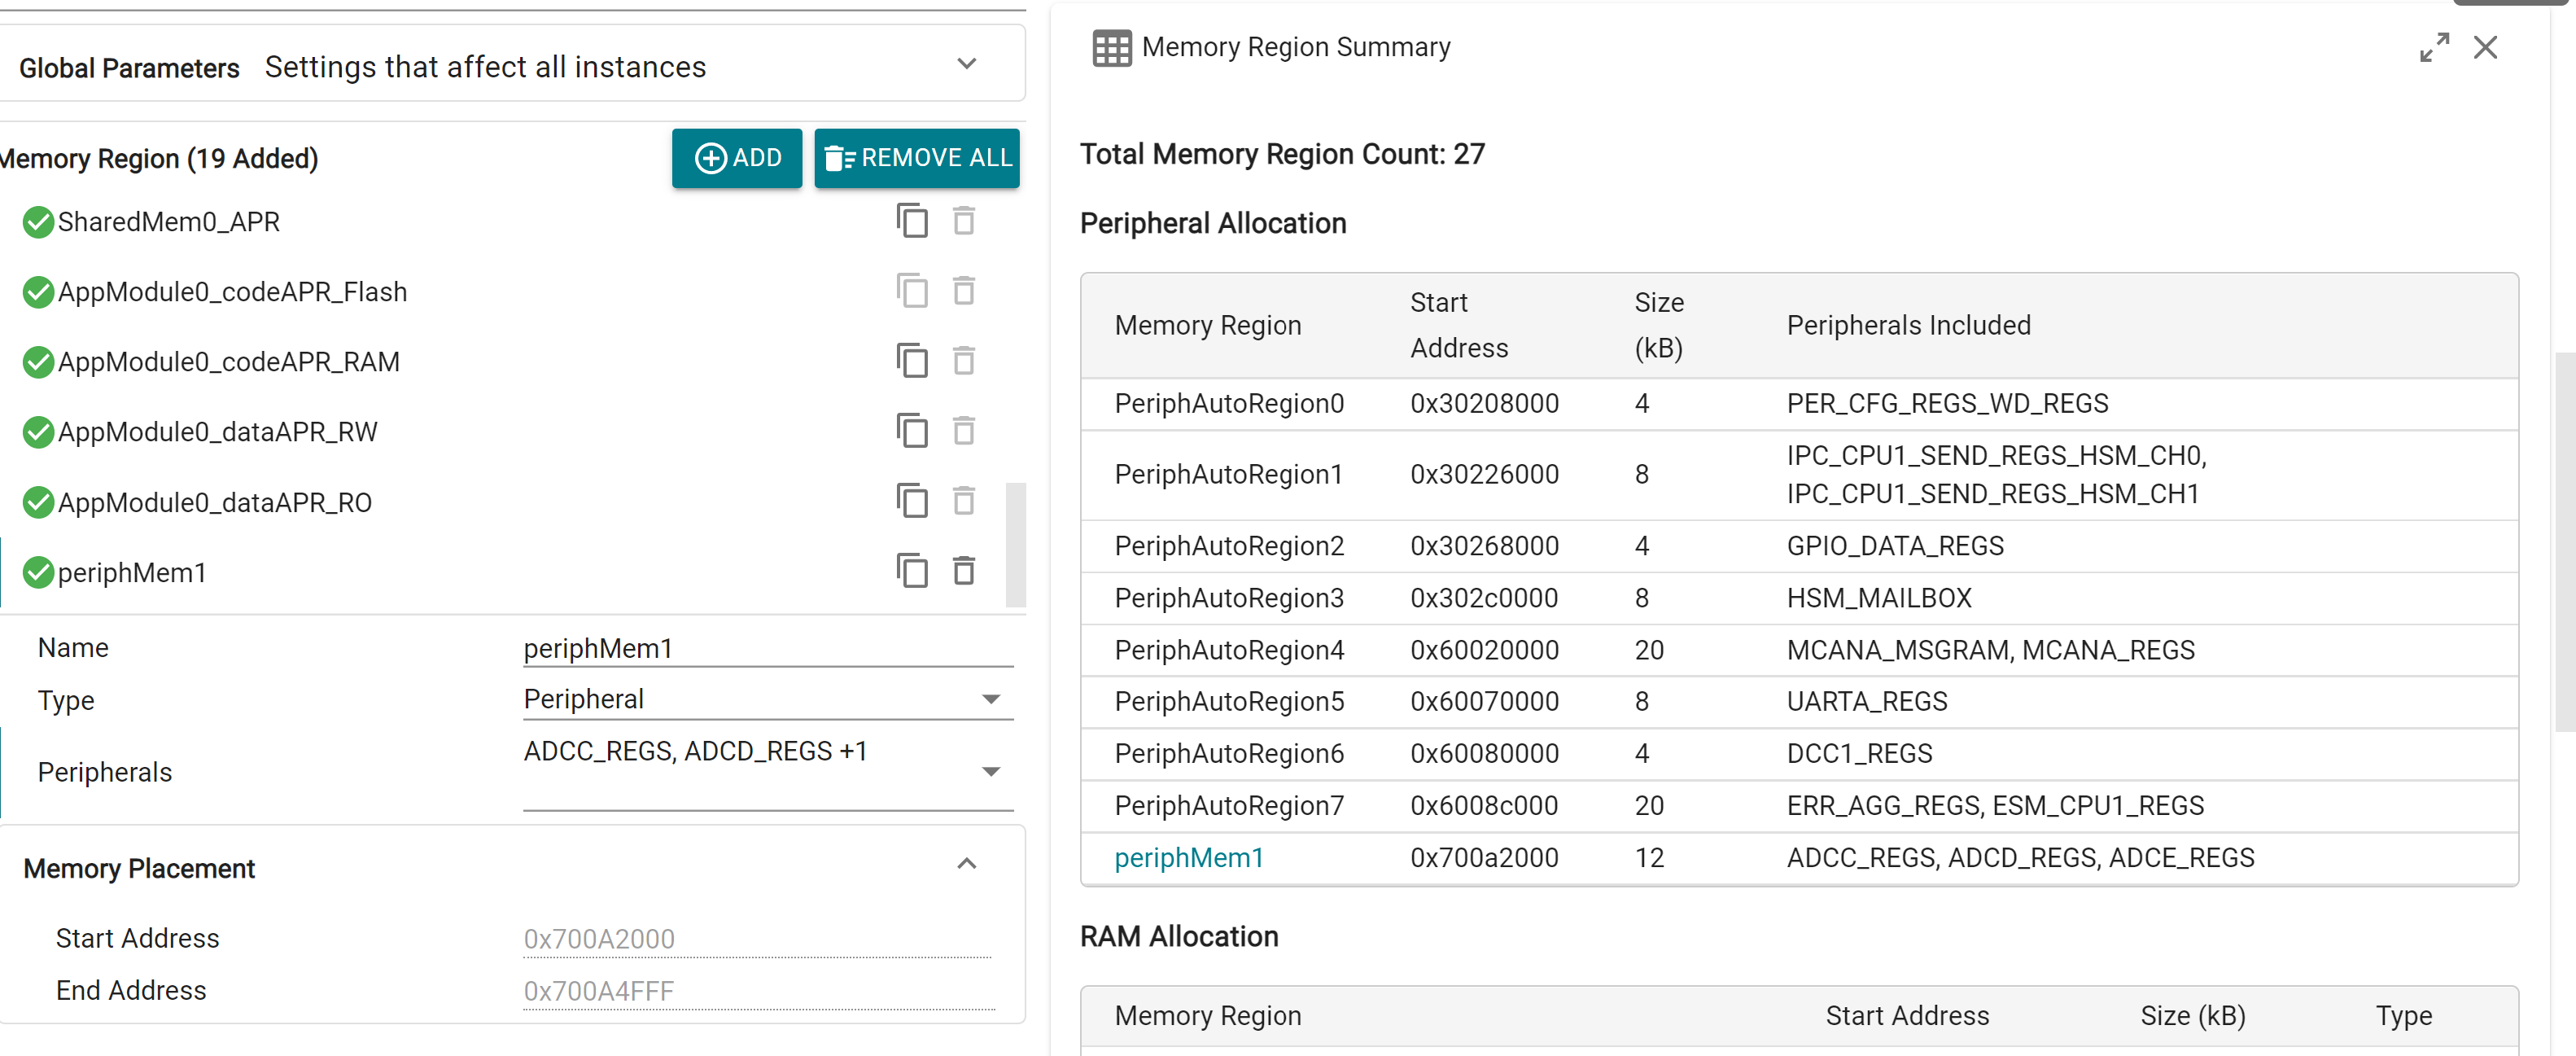 Global Parameters Settings that affect all instances
Memory Region (19 Added)
ADD
REMOVE ALL
SharedMem0_APR
AppModule0_codeAPR_Flash
AppModule0_codeAPR_RAM
AppModule0_dataAPR_RW
AppModule0_dataAPR_RO
periphMem1
Name periphMem1
Type Peripheral
Peripherals ADCC_REGS, ADCD_REGS +1
Memory Placement
Start Address 0x700A2000
End Address 0x700A4FFF
Memory Region Summary
Total Memory Region Count: 27
Peripheral Allocation
Memory Region Start Address Size (kB) Peripherals Included
PeriphAutoRegion0 0x30208000 4 PER_CFG_REGS_WD_REGS
PeriphAutoRegion1 0x30226000 8 IPC_CPU1_SEND_REGS_HSM_CH0,
IPC_CPU1_SEND_REGS_HSM_CH1
PeriphAutoRegion2 0x30268000 4 GPIO_DATA_REGS
PeriphAutoRegion3 0x302c0000 8 HSM_MAILBOX
PeriphAutoRegion4 0x60020000 20 MCANA_MSGRAM, MCANA_REGS
PeriphAutoRegion5 0x60070000 8 UARTA_REGS
PeriphAutoRegion6 0x60080000 4 DCC1_REGS
PeriphAutoRegion7 0x6008c000 20 ERR_AGG_REGS, ESM_CPU1_REGS
periphMem1 0x700a2000 12 ADCC_REGS, ADCD_REGS, ADCE_REGS
RAM Allocation
Memory Region Start Address Size (kB) Type